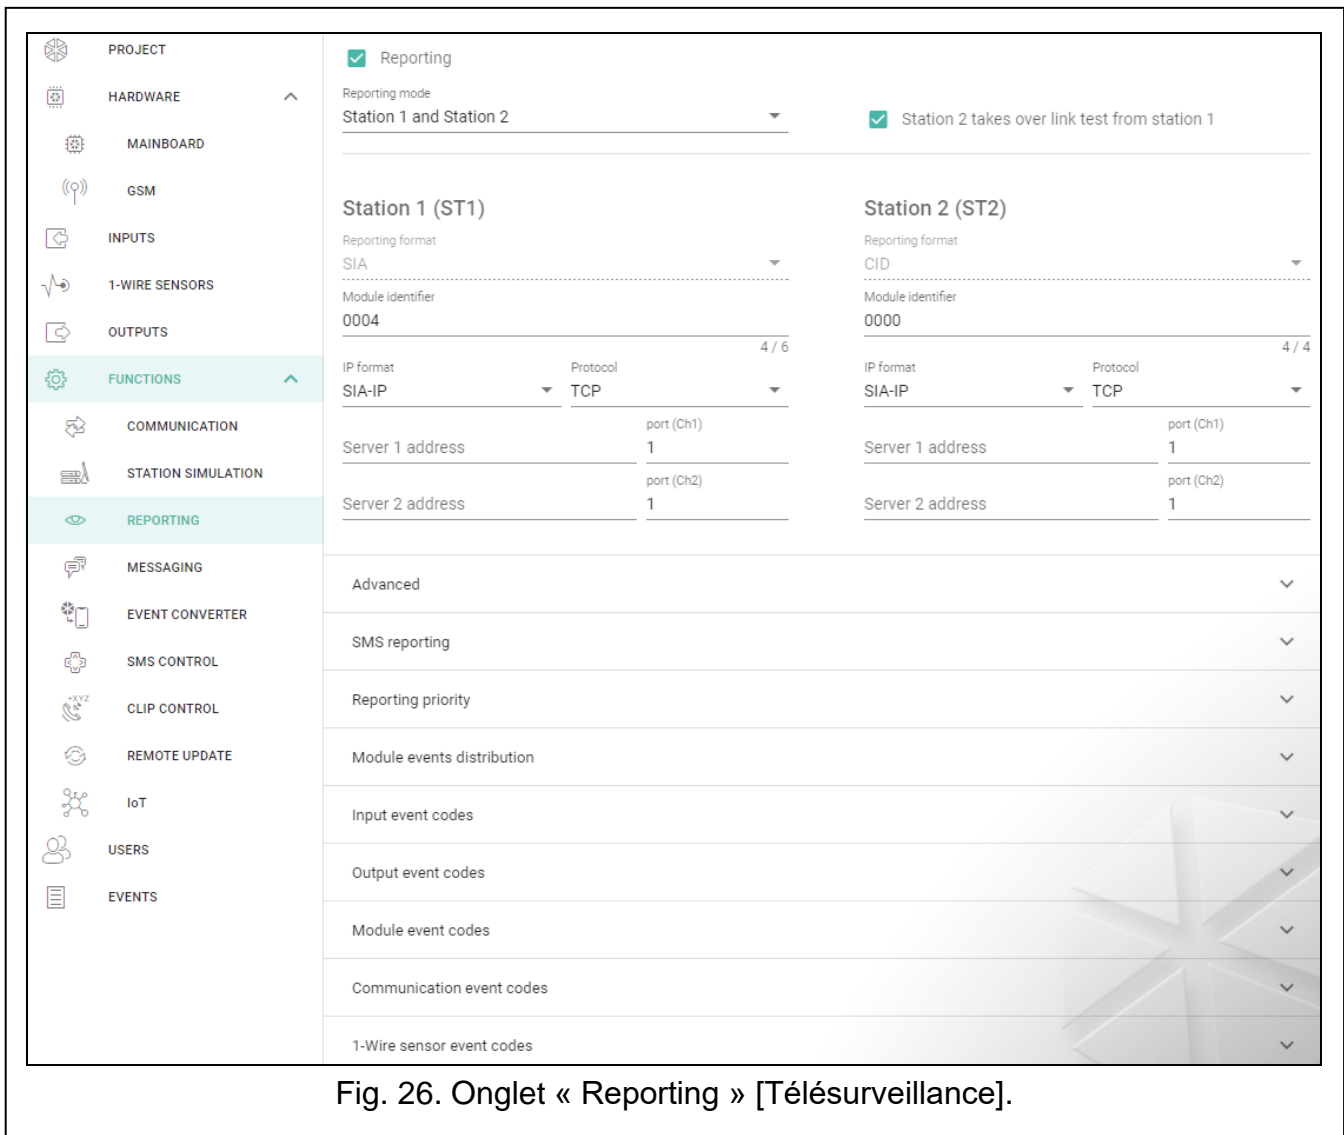 PROJECT
HARDWARE
MAINBOARD
GSM
INPUTS
1-WIRE SENSORS
OUTPUTS
FUNCTIONS
COMMUNICATION
STATION SIMULATION
REPORTING
MESSAGING
EVENT CONVERTER
SMS CONTROL
+XYZ
CLIP CONTROL
REMOTE UPDATE
IoT
USERS
EVENTS
Reporting
Reporting mode
Station 1 and Station 2
Station 2 takes over link test from station 1
Station 1 (ST1)
Reporting format
SIA
Module identifier
0004
4 / 6
IP format Protocol
SIA-IP TCP
port (Ch1)
Server 1 address 1
port (Ch2)
Server 2 address 1
Station 2 (ST2)
Reporting format
CID
Module identifier
0000
4 / 4
IP format Protocol
SIA-IP TCP
port (Ch1)
Server 1 address 1
port (Ch2)
Server 2 address 1
Advanced
SMS reporting
Reporting priority
Module events distribution
Input event codes
Output event codes
Module event codes
Communication event codes
1-Wire sensor event codes
Fig. 26. Onglet « Reporting » [Télésurveillance].